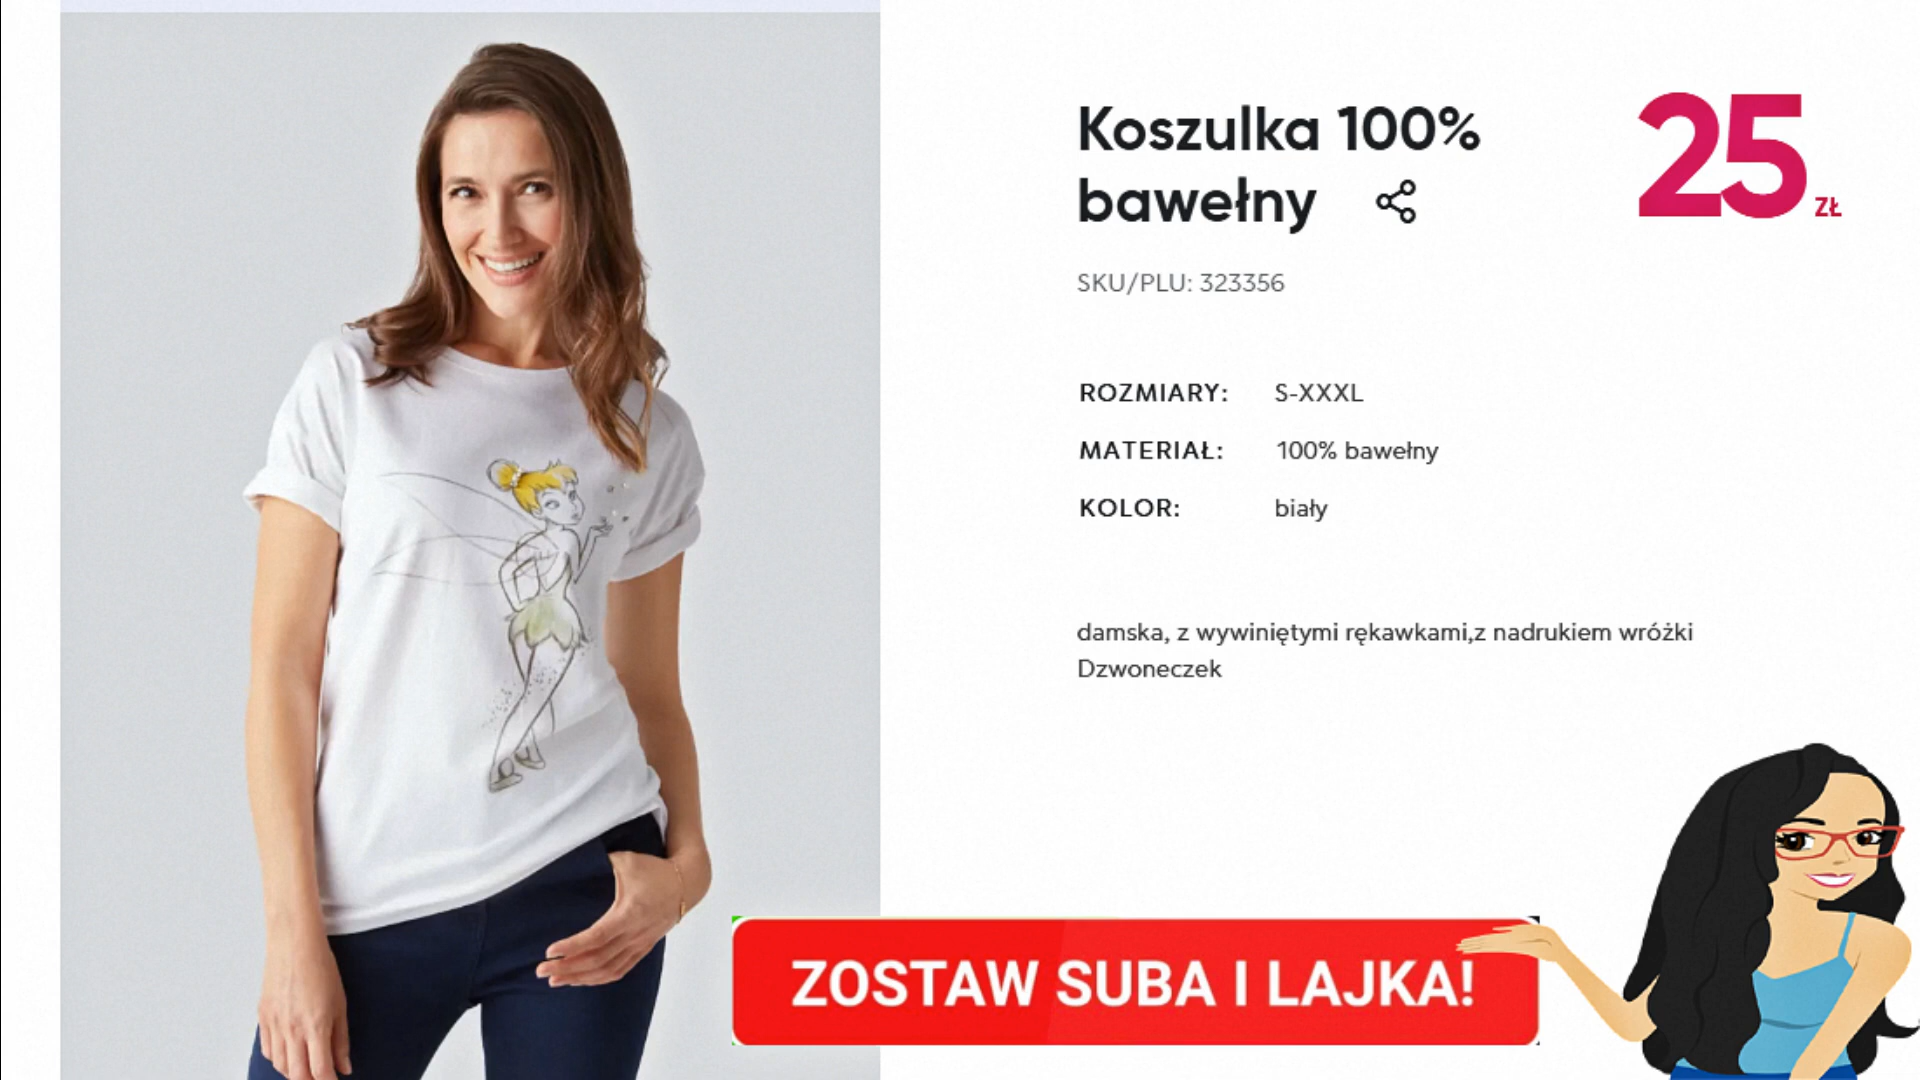 Koszulka 100%
bawełny
25 ZŁ
SKU/PLU: 323356
ROZMIARY: S-XXXL
MATERIAŁ: 100% bawełny
KOLOR: biały
damska, z wywiniętymi rękawkami,z nadrukiem wróżki
Dzwoneczek
ZOSTAW SUBA I LAJKA!